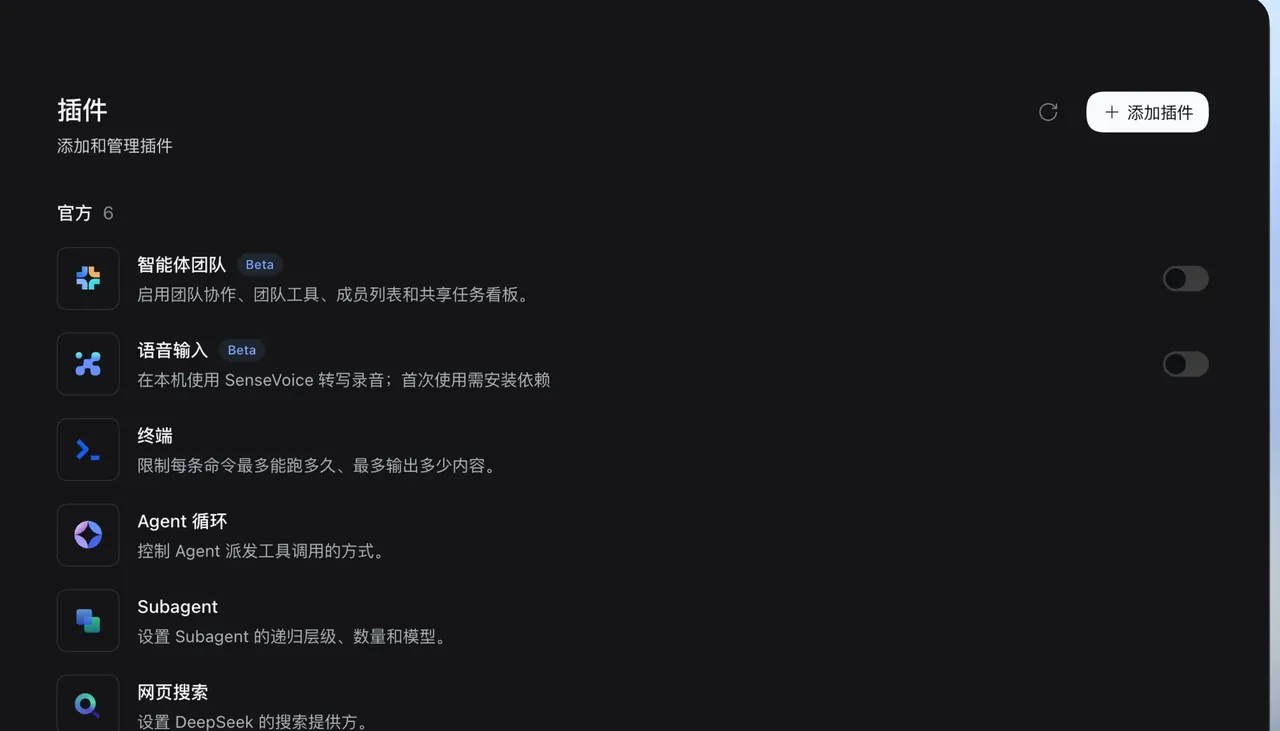 插件
添加和管理插件
+ 添加插件
官方 6
智能体团队 Beta
启用团队协作、团队工具、成员列表和共享任务看板。
语音输入 Beta
在本机使用 SenseVoice 转写录音；首次使用需安装依赖
终端
限制每条命令最多能跑多久、最多输出多少内容。
Agent 循环
控制 Agent 派发工具调用的方式。
Subagent
设置 Subagent 的递归层级、数量和模型。
网页搜索
设置 DeepSeek 的搜索提供方。